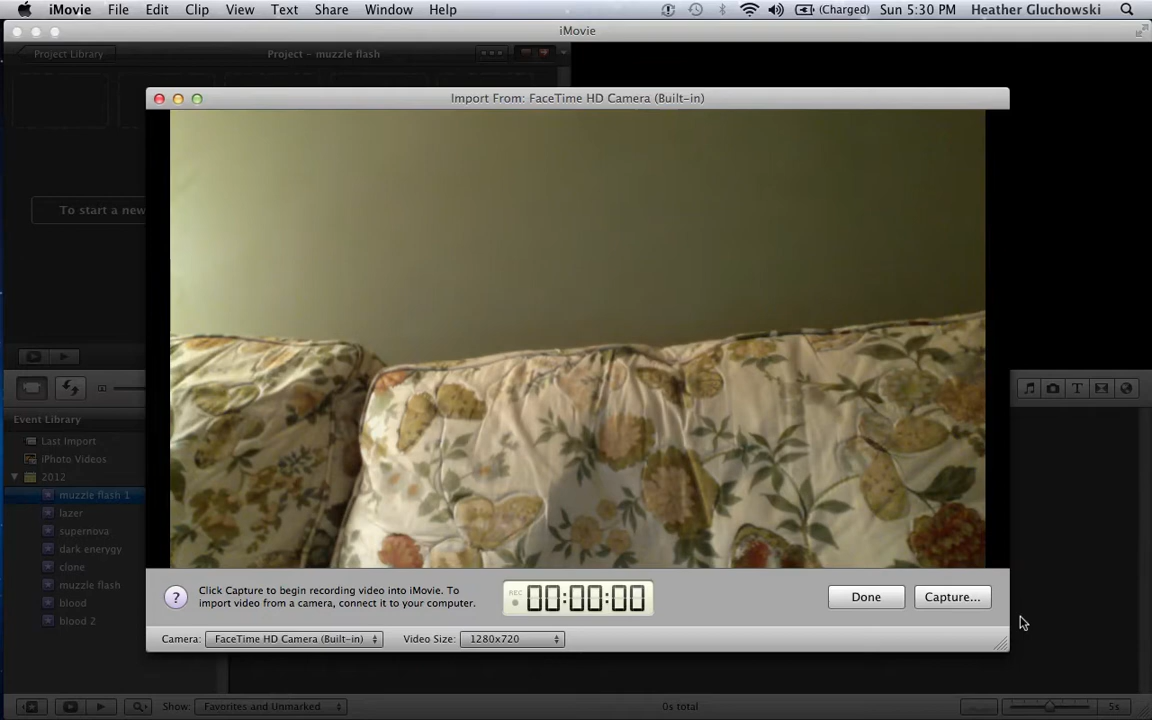 iMovie File Edit Clip View Text Share Window Help (Charged) Sun 5:30 PM Heather Gluchowski
iMovie
Project Library Project - muzzle flash
Import From: FaceTime HD Camera (Built-in)
To start a new
Event Library
Last Import
iPhoto Videos
2012
muzzle flash 1
lazer
supernova
dark enerygy
clone
muzzle flash
blood
blood 2
Click Capture to begin recording video into iMovie. To
import video from a camera, connect it to your computer.
REC 00:00:00
Done Capture...
Camera: FaceTime HD Camera (Built-in) Video Size: 1280x720
Show: Favorites and Unmarked 0s total 5s